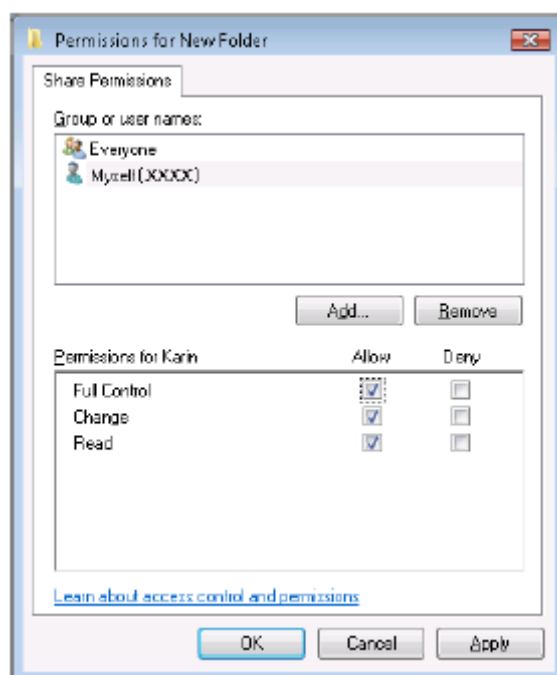 Permissions for New Folder
Share Permissions
Group or user names:
Everyone
Myself(XXXX)
Add... Remove
Permissions for Karin Allow Deny
Full Control
Change
Read
Learn about access control and permissions
OK Cancel Apply